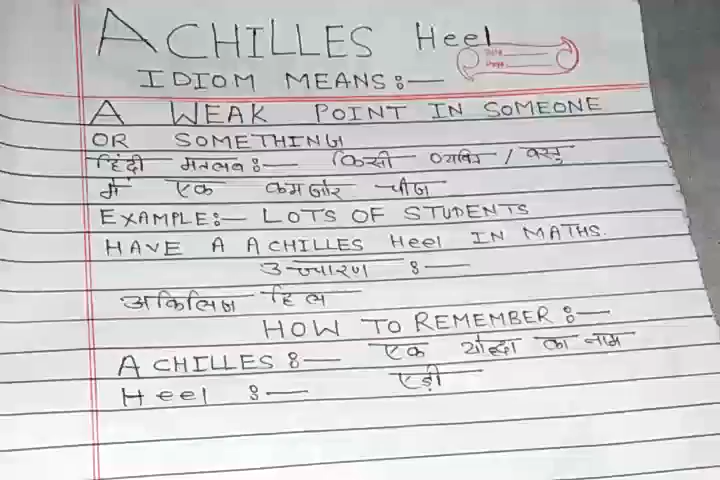 ACHILLES Heel
IDIOM MEANS:—
A WEAK POINT IN SOMEONE
OR SOMETHING
हिंदी मतलब:— किसी व्यक्ति / वस्तु
में एक कमजोर चीज
EXAMPLE:— LOTS OF STUDENTS
HAVE A ACHILLES Heel IN MATHS.
उच्चारण :—
अकिलिज हिल
HOW TO REMEMBER :—
ACHILLES :— एक योद्धा का नाम
Heel :— एड़ी